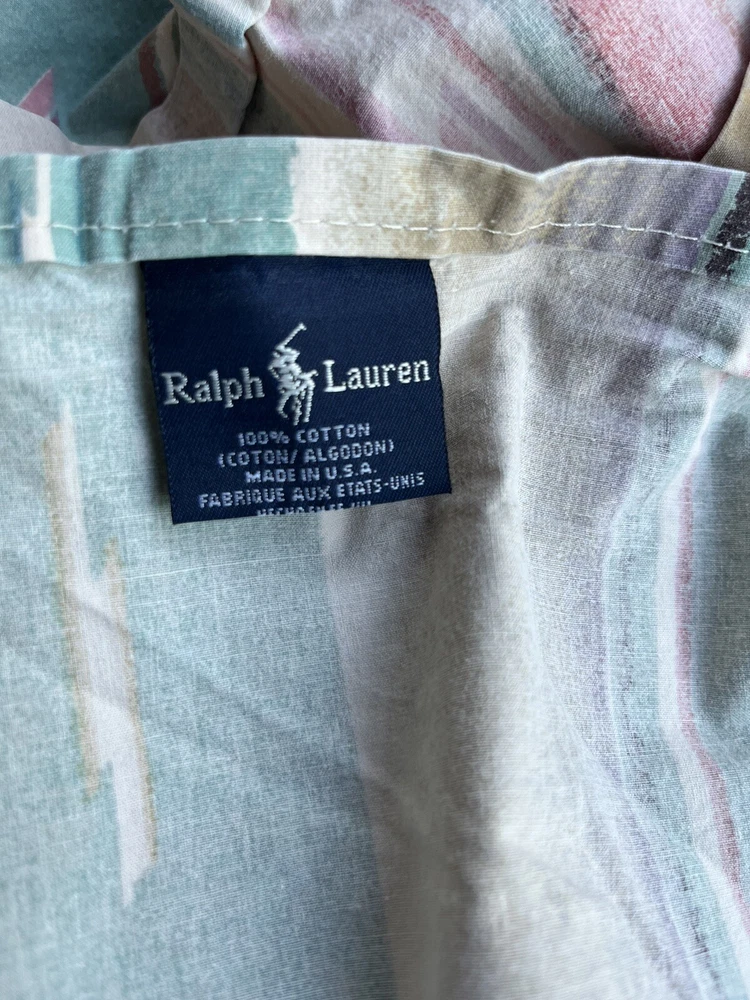 Ralph Lauren
100% COTTON
(COTON/ ALGODON)
MADE IN U.S.A.
FABRIQUE AUX ETATS-UNIS